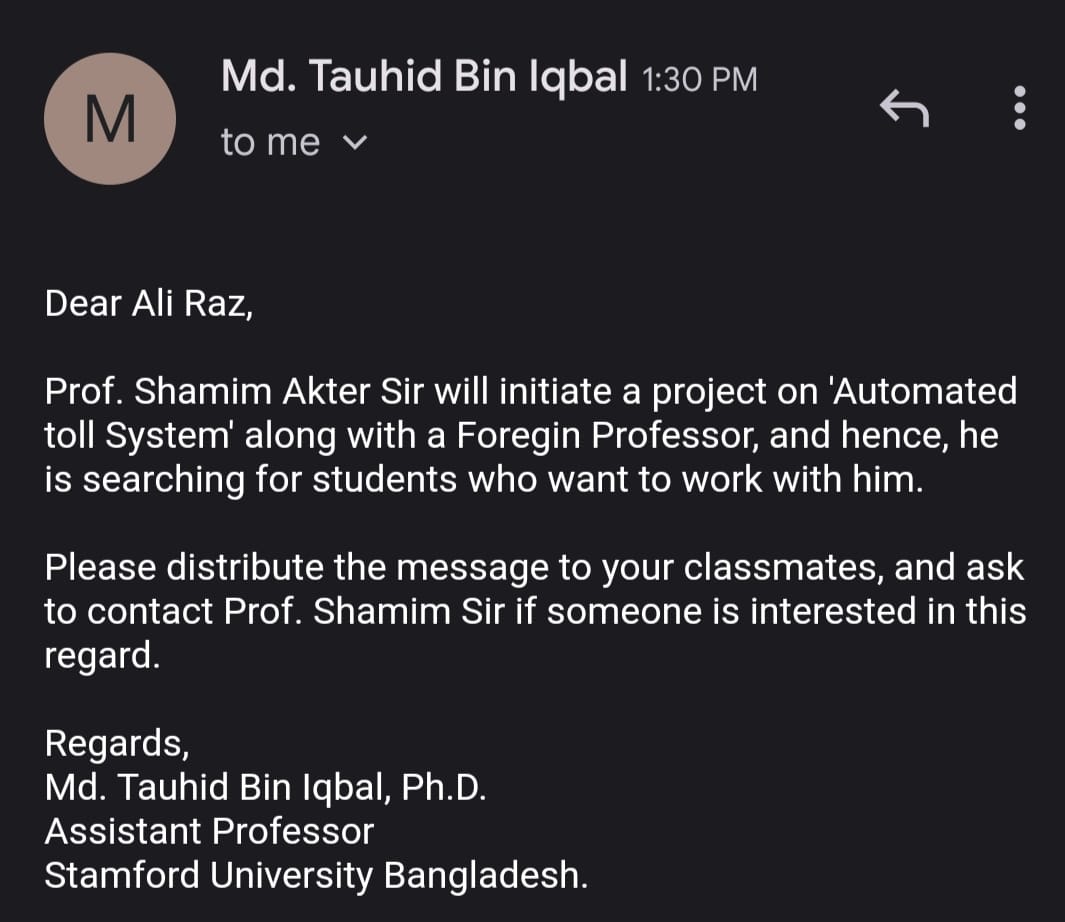 M
Md. Tauhid Bin Iqbal 1:30 PM
to me
Dear Ali Raz,
Prof. Shamim Akter Sir will initiate a project on 'Automated
toll System' along with a Foregin Professor, and hence, he
is searching for students who want to work with him.
Please distribute the message to your classmates, and ask
to contact Prof. Shamim Sir if someone is interested in this
regard.
Regards,
Md. Tauhid Bin Iqbal, Ph.D.
Assistant Professor
Stamford University Bangladesh.